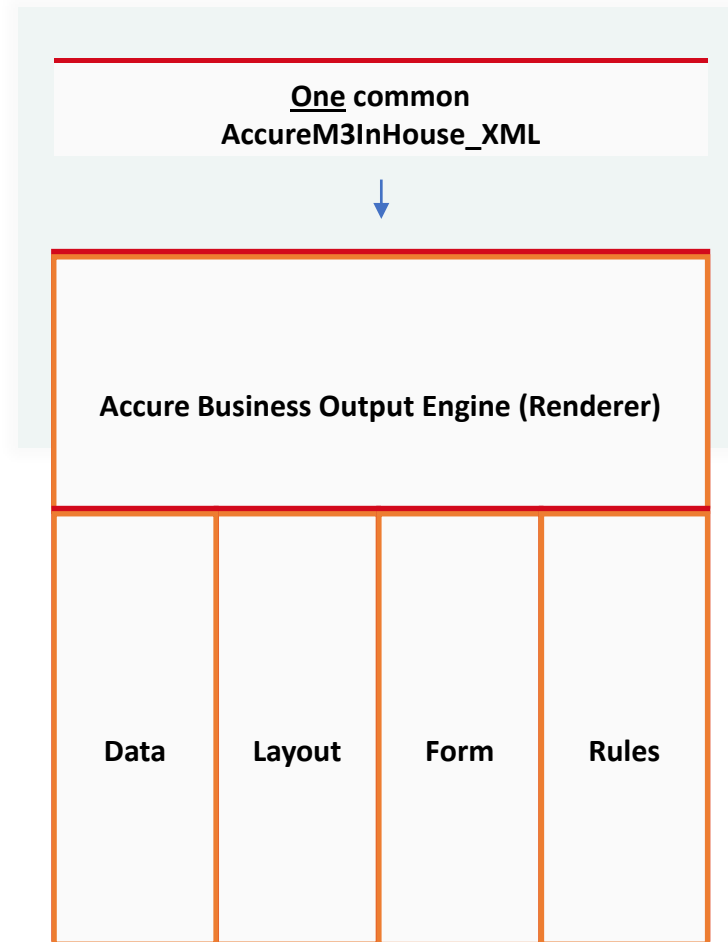 One common
AccureM3InHouse_XML
Accure Business Output Engine (Renderer)
Data
Layout
Form
Rules